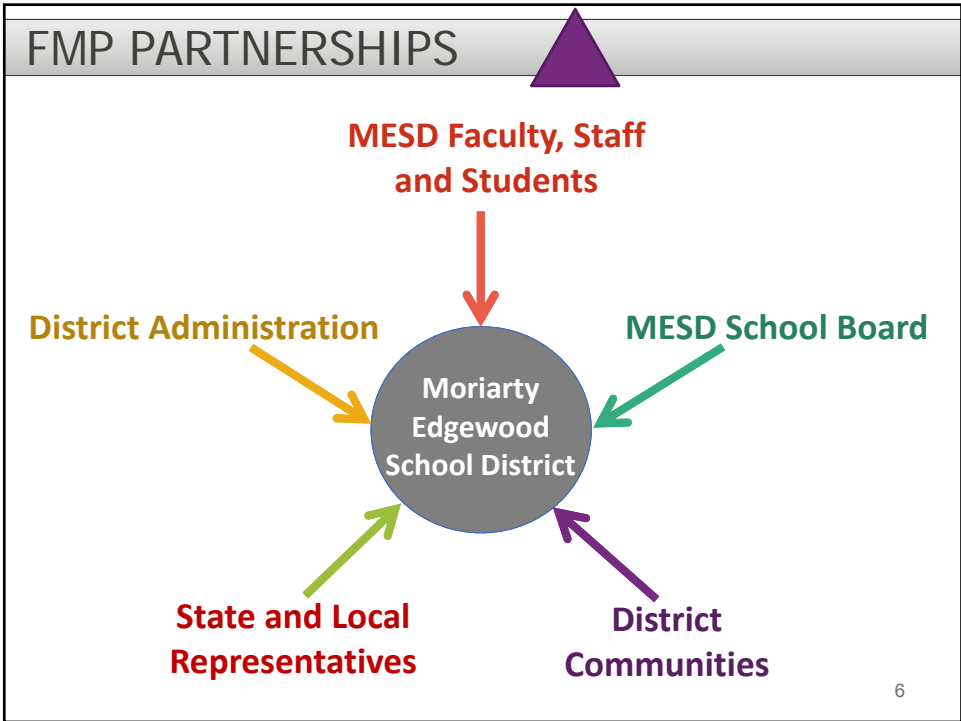 FMP PARTNERSHIPS
MESD Faculty, Staff
and Students
District Administration
MESD School Board
Moriarty
Edgewood
School District
State and Local
Representatives
District
Communities
6